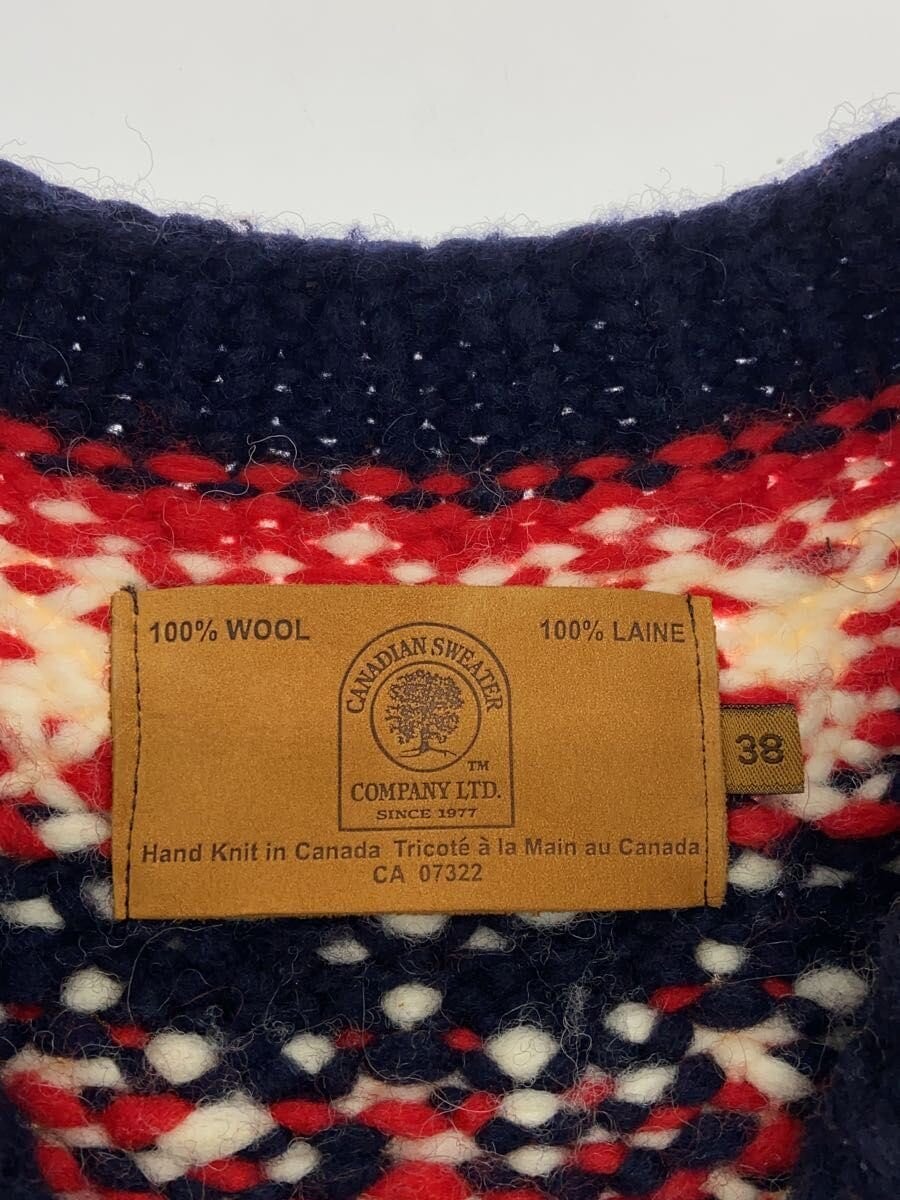 100% WOOL
100% LAINE
CANADIAN SWEATER
TM
COMPANY LTD.
SINCE 1977
38
Hand Knit in Canada Tricoté à la Main au Canada
CA 07322